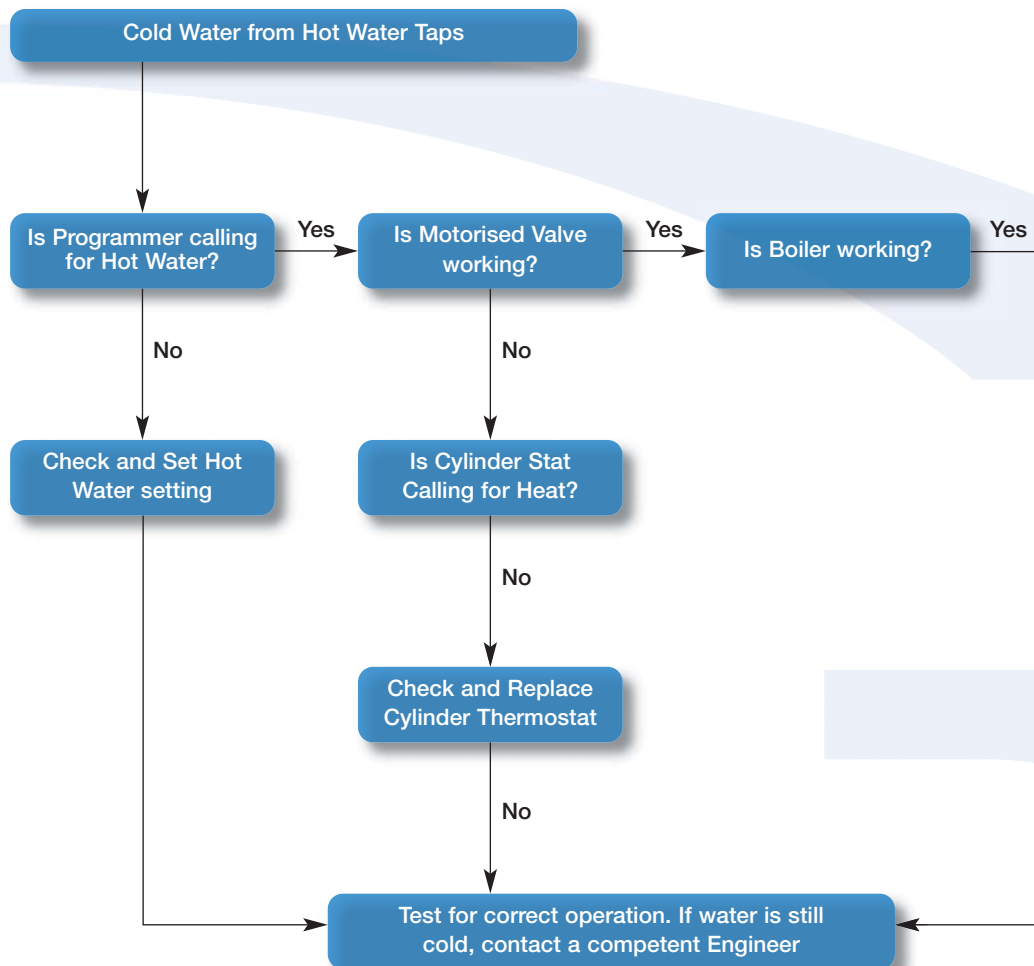 Cold Water from Hot Water Taps
Is Programmer calling
for Hot Water?
Yes
Is Motorised Valve
working?
Yes
Is Boiler working?
Yes
No
No
Check and Set Hot
Water setting
Is Cylinder Stat
Calling for Heat?
No
Check and Replace
Cylinder Thermostat
No
Test for correct operation. If water is still
cold, contact a competent Engineer